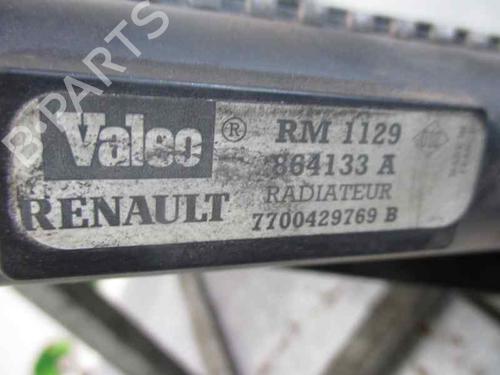 Valeo ® RM 1129
864133 A
RADIATEUR
RENAULT
7700429769 B
B-PARTS